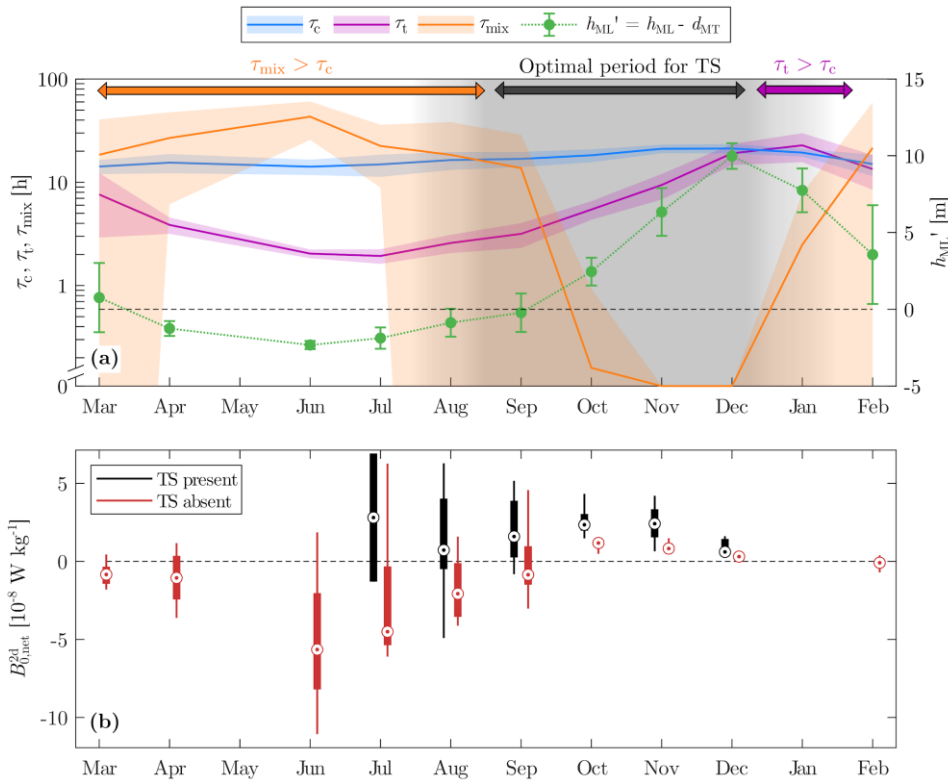 τc τt τmix hML' = hML - dMT
τmix > τc Optimal period for TS τt > τc
100 15
10 10
5
1 0
0 -5
τc, τt, τmix [h]
hML' [m]
(a)
Mar Apr May Jun Jul Aug Sep Oct Nov Dec Jan Feb
TS present
TS absent
5
0
-5
-10
B0,net2d [10-8 W kg-1]
(b)
Mar Apr May Jun Jul Aug Sep Oct Nov Dec Jan Feb